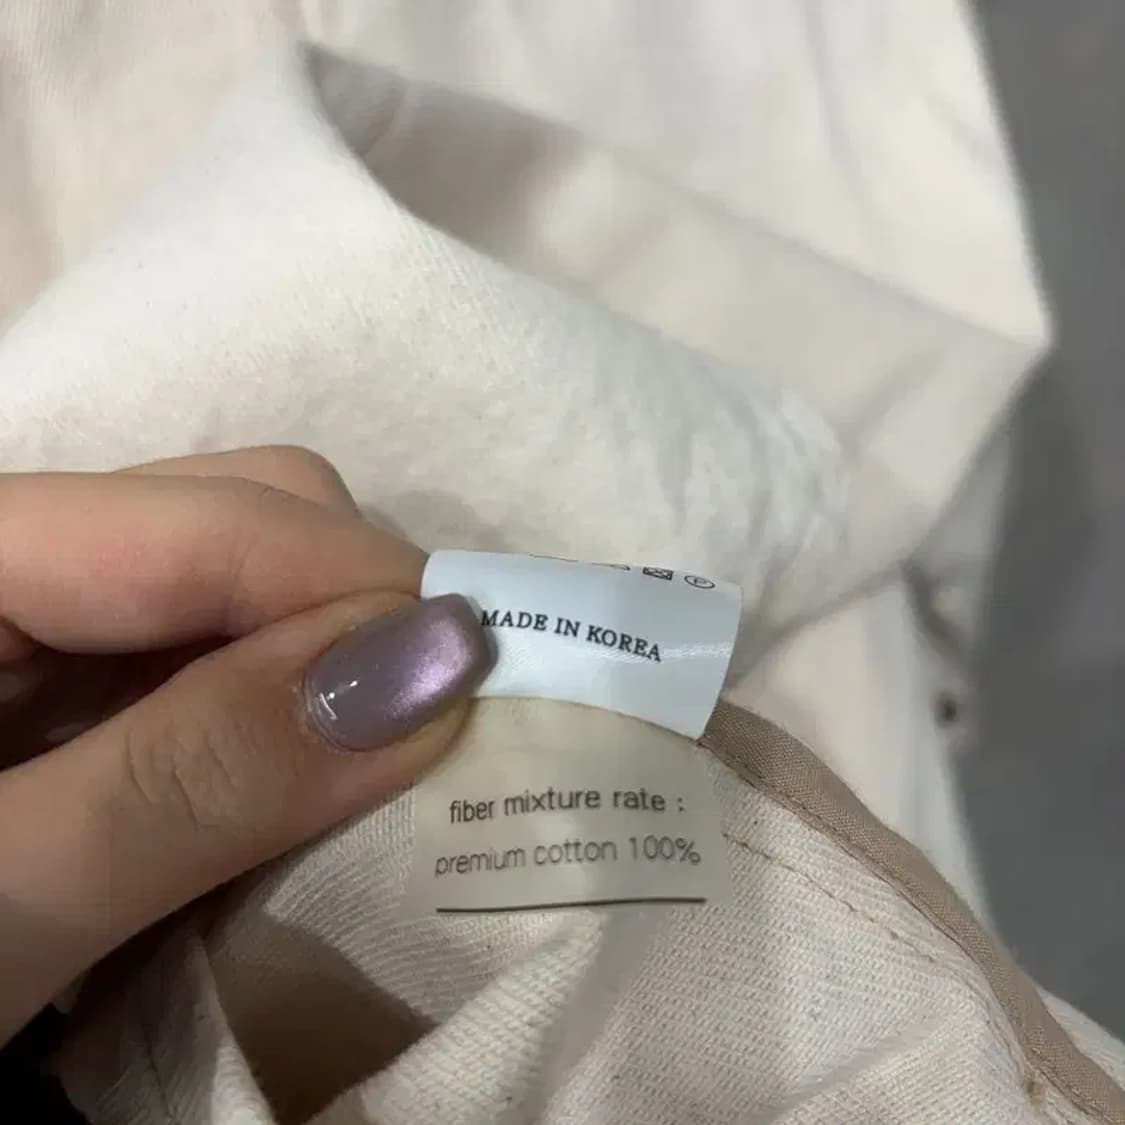 MADE IN KOREA
fiber mixture rate :
premium cotton 100%